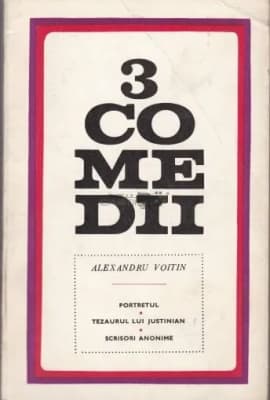 3
CO
ME
DII
ALEXANDRU VOITIN
PORTRETUL
TEZAURUL LUI JUSTINIAN
SCRISORI ANONIME